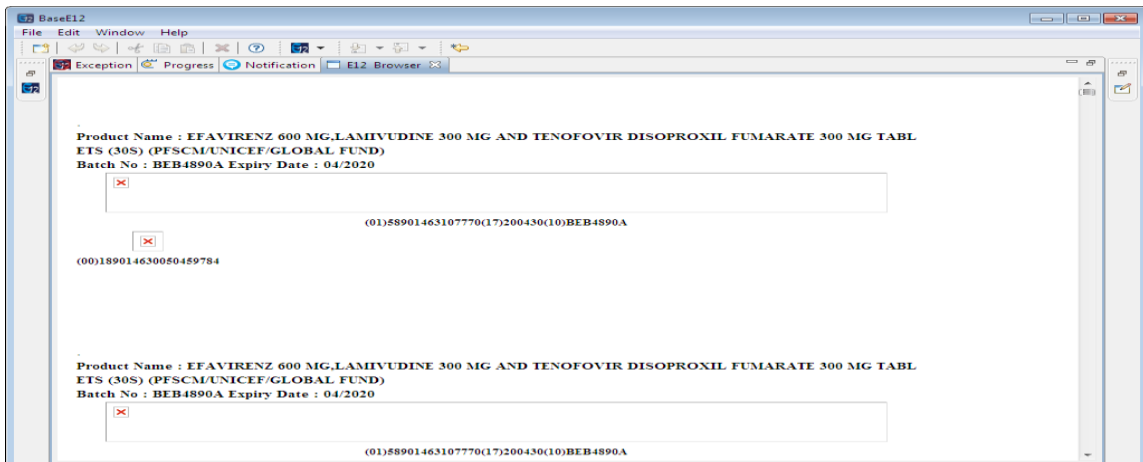 BaseE12
File Edit Window Help
Exception Progress Notification E12 Browser
.
Product Name : EFAVIRENZ 600 MG,LAMIVUDINE 300 MG AND TENOFOVIR DISOPROXIL FUMARATE 300 MG TABL
ETS (30S) (PFSCM/UNICEF/GLOBAL FUND)
Batch No : BEB4890A Expiry Date : 04/2020
(01)58901463107770(17)200430(10)BEB4890A
(00)189014630050459784
.
Product Name : EFAVIRENZ 600 MG,LAMIVUDINE 300 MG AND TENOFOVIR DISOPROXIL FUMARATE 300 MG TABL
ETS (30S) (PFSCM/UNICEF/GLOBAL FUND)
Batch No : BEB4890A Expiry Date : 04/2020
(01)58901463107770(17)200430(10)BEB4890A